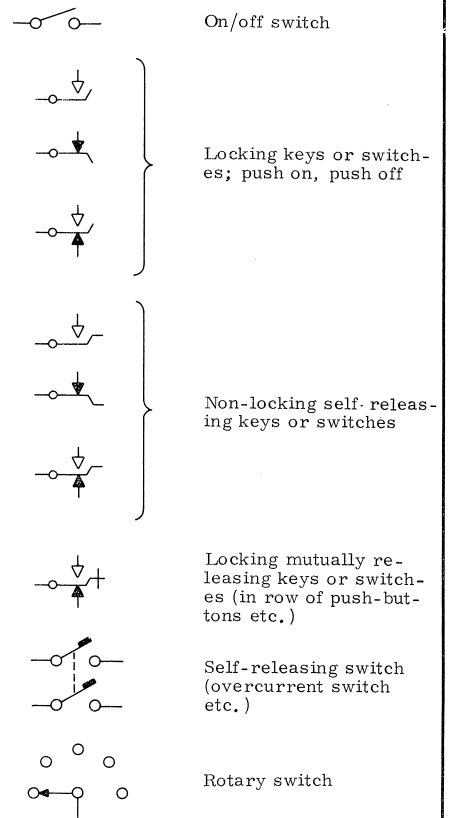 On/off switch
Locking keys or switch-
es; push on, push off
Non-locking self-releas-
ing keys or switches
Locking mutually re-
leasing keys or switch-
es (in row of push-but-
tons etc.)
Self-releasing switch
(overcurrent switch
etc.)
Rotary switch